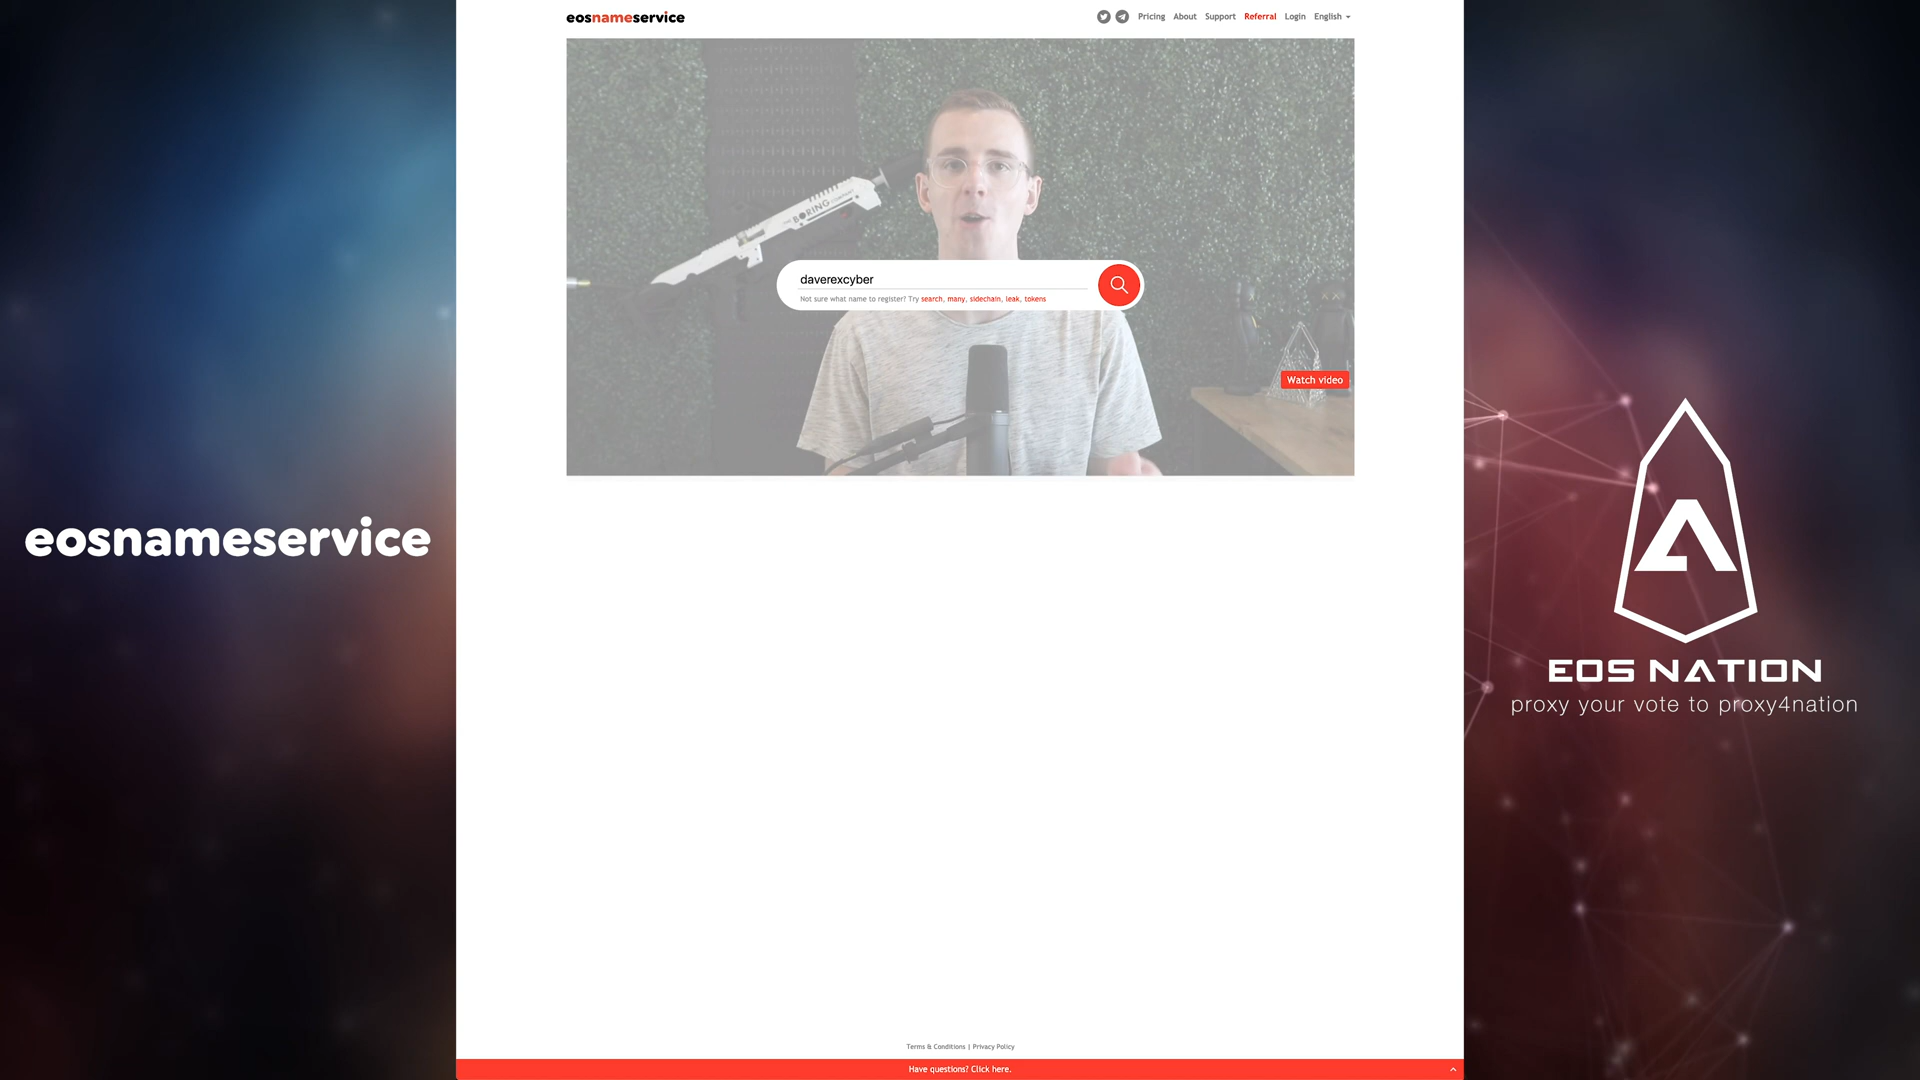 eosnameservice
Pricing About Support Referral Login English
THE BORING COMPANY
daverexcyber
Not sure what name to register? Try search, many, sidechain, leak, tokens
Watch video
eosnameservice
EOS NATION
proxy your vote to proxy4nation
Terms & Conditions | Privacy Policy
Have questions? Click here.